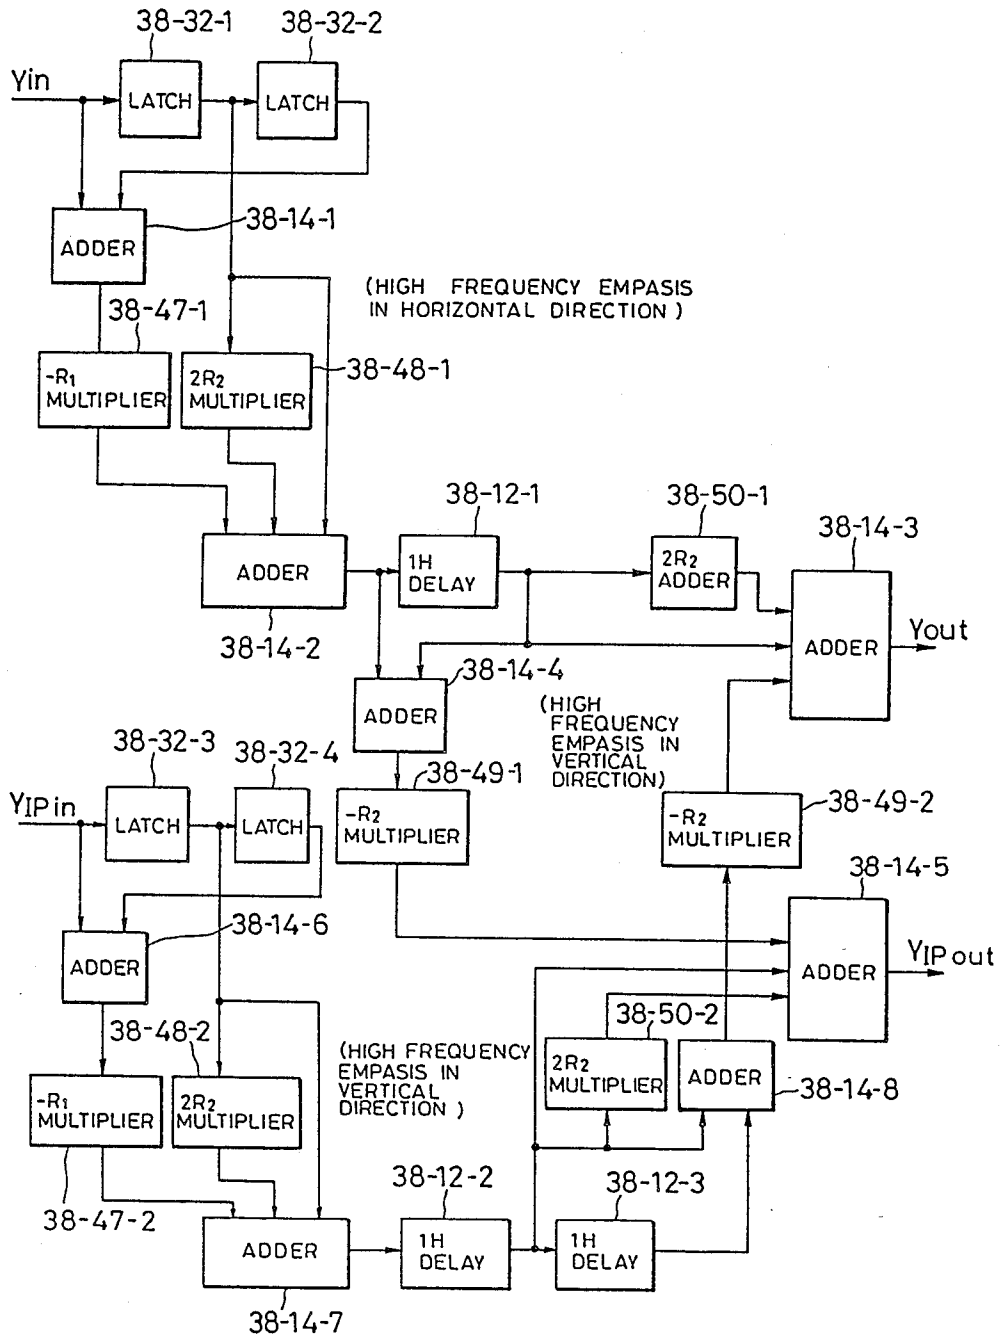 38-32-1
38-32-2
Yin
LATCH
LATCH
38-14-1
ADDER
(HIGH FREQUENCY EMPASIS
IN HORIZONTAL DIRECTION)
38-47-1
38-48-1
-R1
MULTIPLIER
2R2
MULTIPLIER
38-12-1
38-50-1
38-14-3
ADDER
1H
DELAY
2R2
ADDER
38-14-2
ADDER
Yout
38-14-4
ADDER
(HIGH
FREQUENCY
EMPASIS IN
VERTICAL
DIRECTION)
38-32-3
38-32-4
38-49-1
38-49-2
YIP in
LATCH
LATCH
-R2
MULTIPLIER
-R2
MULTIPLIER
38-14-5
38-14-6
ADDER
ADDER
YIP out
38-48-2
38-50-2
(HIGH FREQUENCY
EMPASIS IN
VERTICAL
DIRECTION)
2R2
MULTIPLIER
ADDER
38-14-8
-R1
MULTIPLIER
2R2
MULTIPLIER
38-12-2
38-12-3
38-47-2
ADDER
1H
DELAY
1H
DELAY
38-14-7